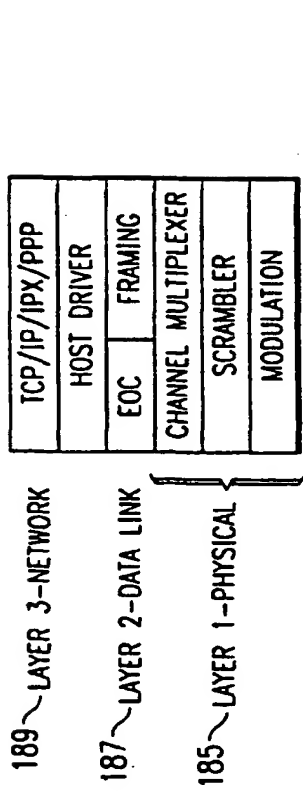 TCP/IP/IPX/PPP
HOST DRIVER
EOC FRAMING
CHANNEL MULTIPLEXER
SCRAMBLER
MODULATION
189 LAYER 3-NETWORK
187 LAYER 2-DATA LINK
185 LAYER 1-PHYSICAL